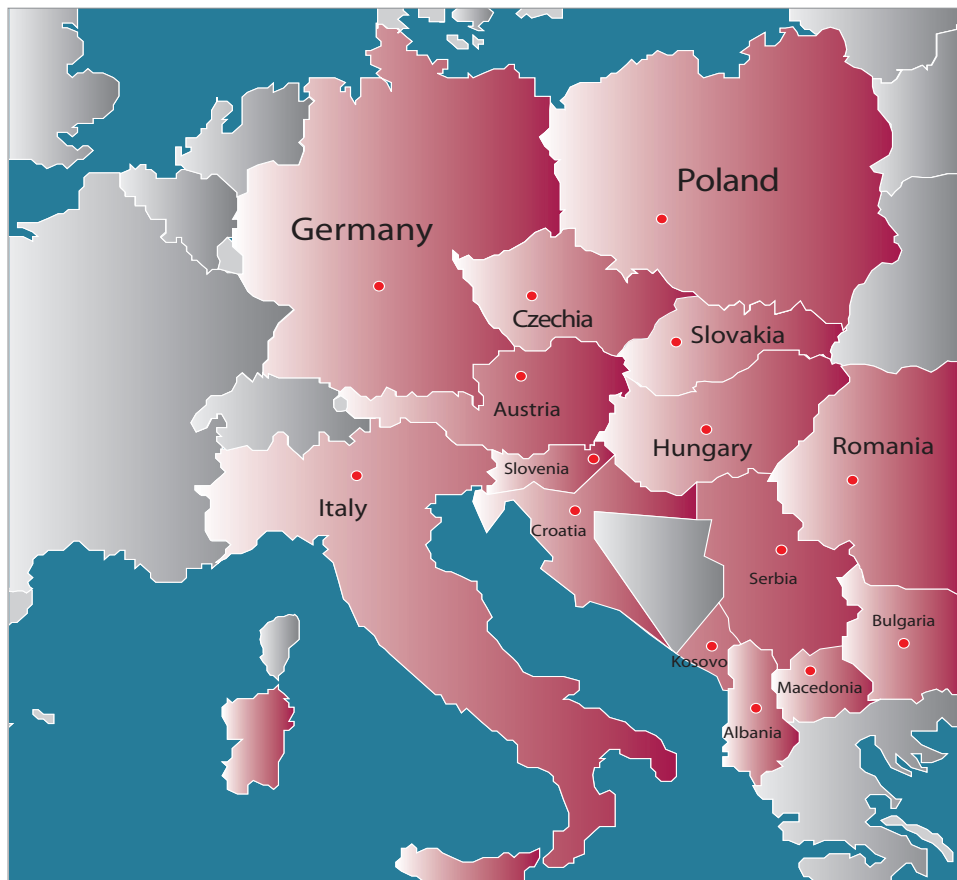 Poland
Germany
Czechia
Slovakia
Austria
Hungary
Romania
Slovenia
Italy
Croatia
Serbia
Bulgaria
Kosovo
Macedonia
Albania